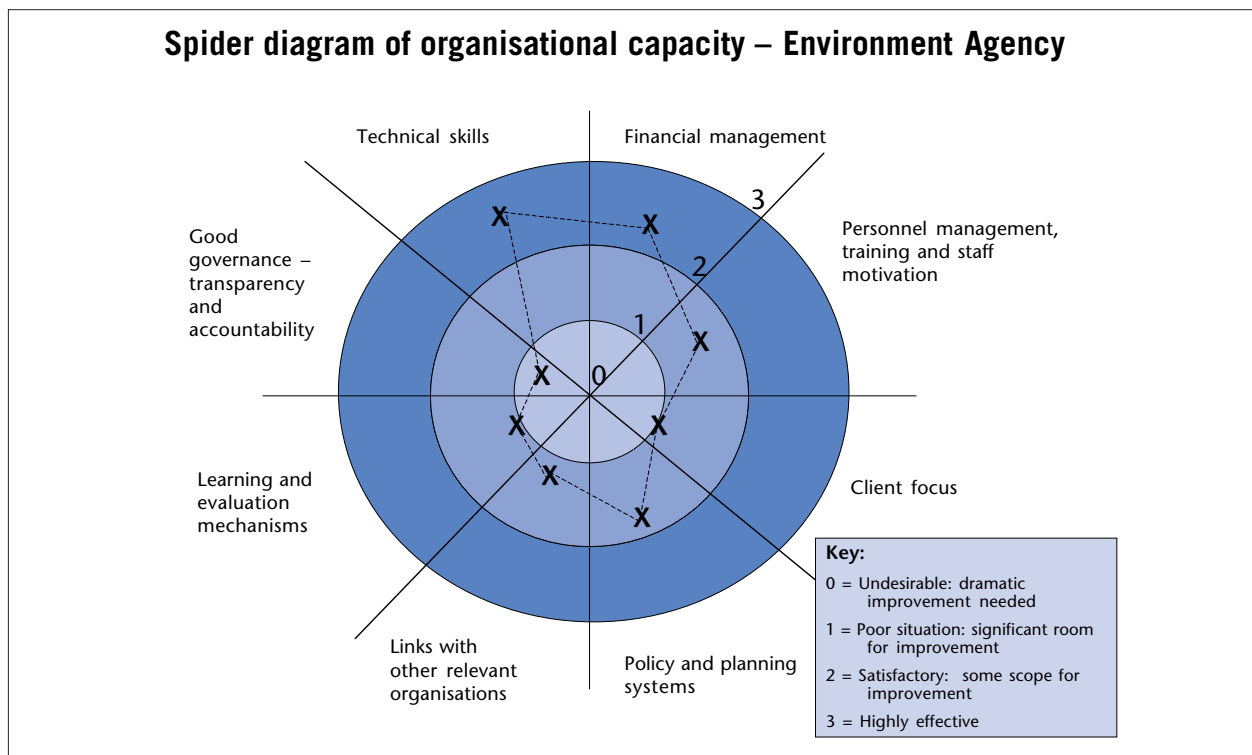 Spider diagram of organisational capacity – Environment Agency
Technical skills
Financial management
3
Personnel management,
training and staff
motivation
Good
governance –
transparency
and
accountability
2
1
X
X
X
X
0
X
X
X
X
Learning and
evaluation
mechanisms
Client focus
Links with
other relevant
organisations
Policy and planning
systems
Key:
0 = Undesirable: dramatic
improvement needed
1 = Poor situation: significant room
for improvement
2 = Satisfactory: some scope for
improvement
3 = Highly effective